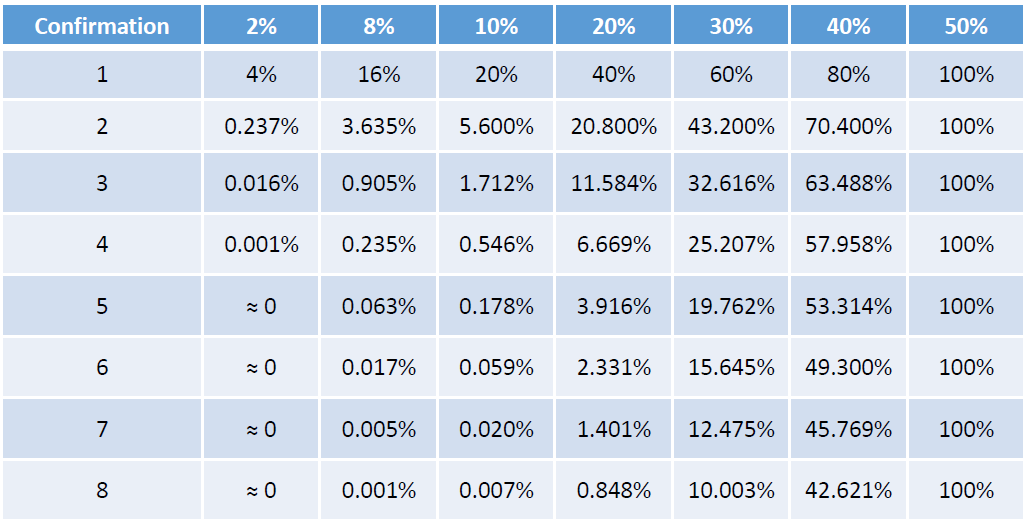 Confirmation 2% 8% 10% 20% 30% 40% 50%
1 4% 16% 20% 40% 60% 80% 100%
2 0.237% 3.635% 5.600% 20.800% 43.200% 70.400% 100%
3 0.016% 0.905% 1.712% 11.584% 32.616% 63.488% 100%
4 0.001% 0.235% 0.546% 6.669% 25.207% 57.958% 100%
5 ≈ 0 0.063% 0.178% 3.916% 19.762% 53.314% 100%
6 ≈ 0 0.017% 0.059% 2.331% 15.645% 49.300% 100%
7 ≈ 0 0.005% 0.020% 1.401% 12.475% 45.769% 100%
8 ≈ 0 0.001% 0.007% 0.848% 10.003% 42.621% 100%